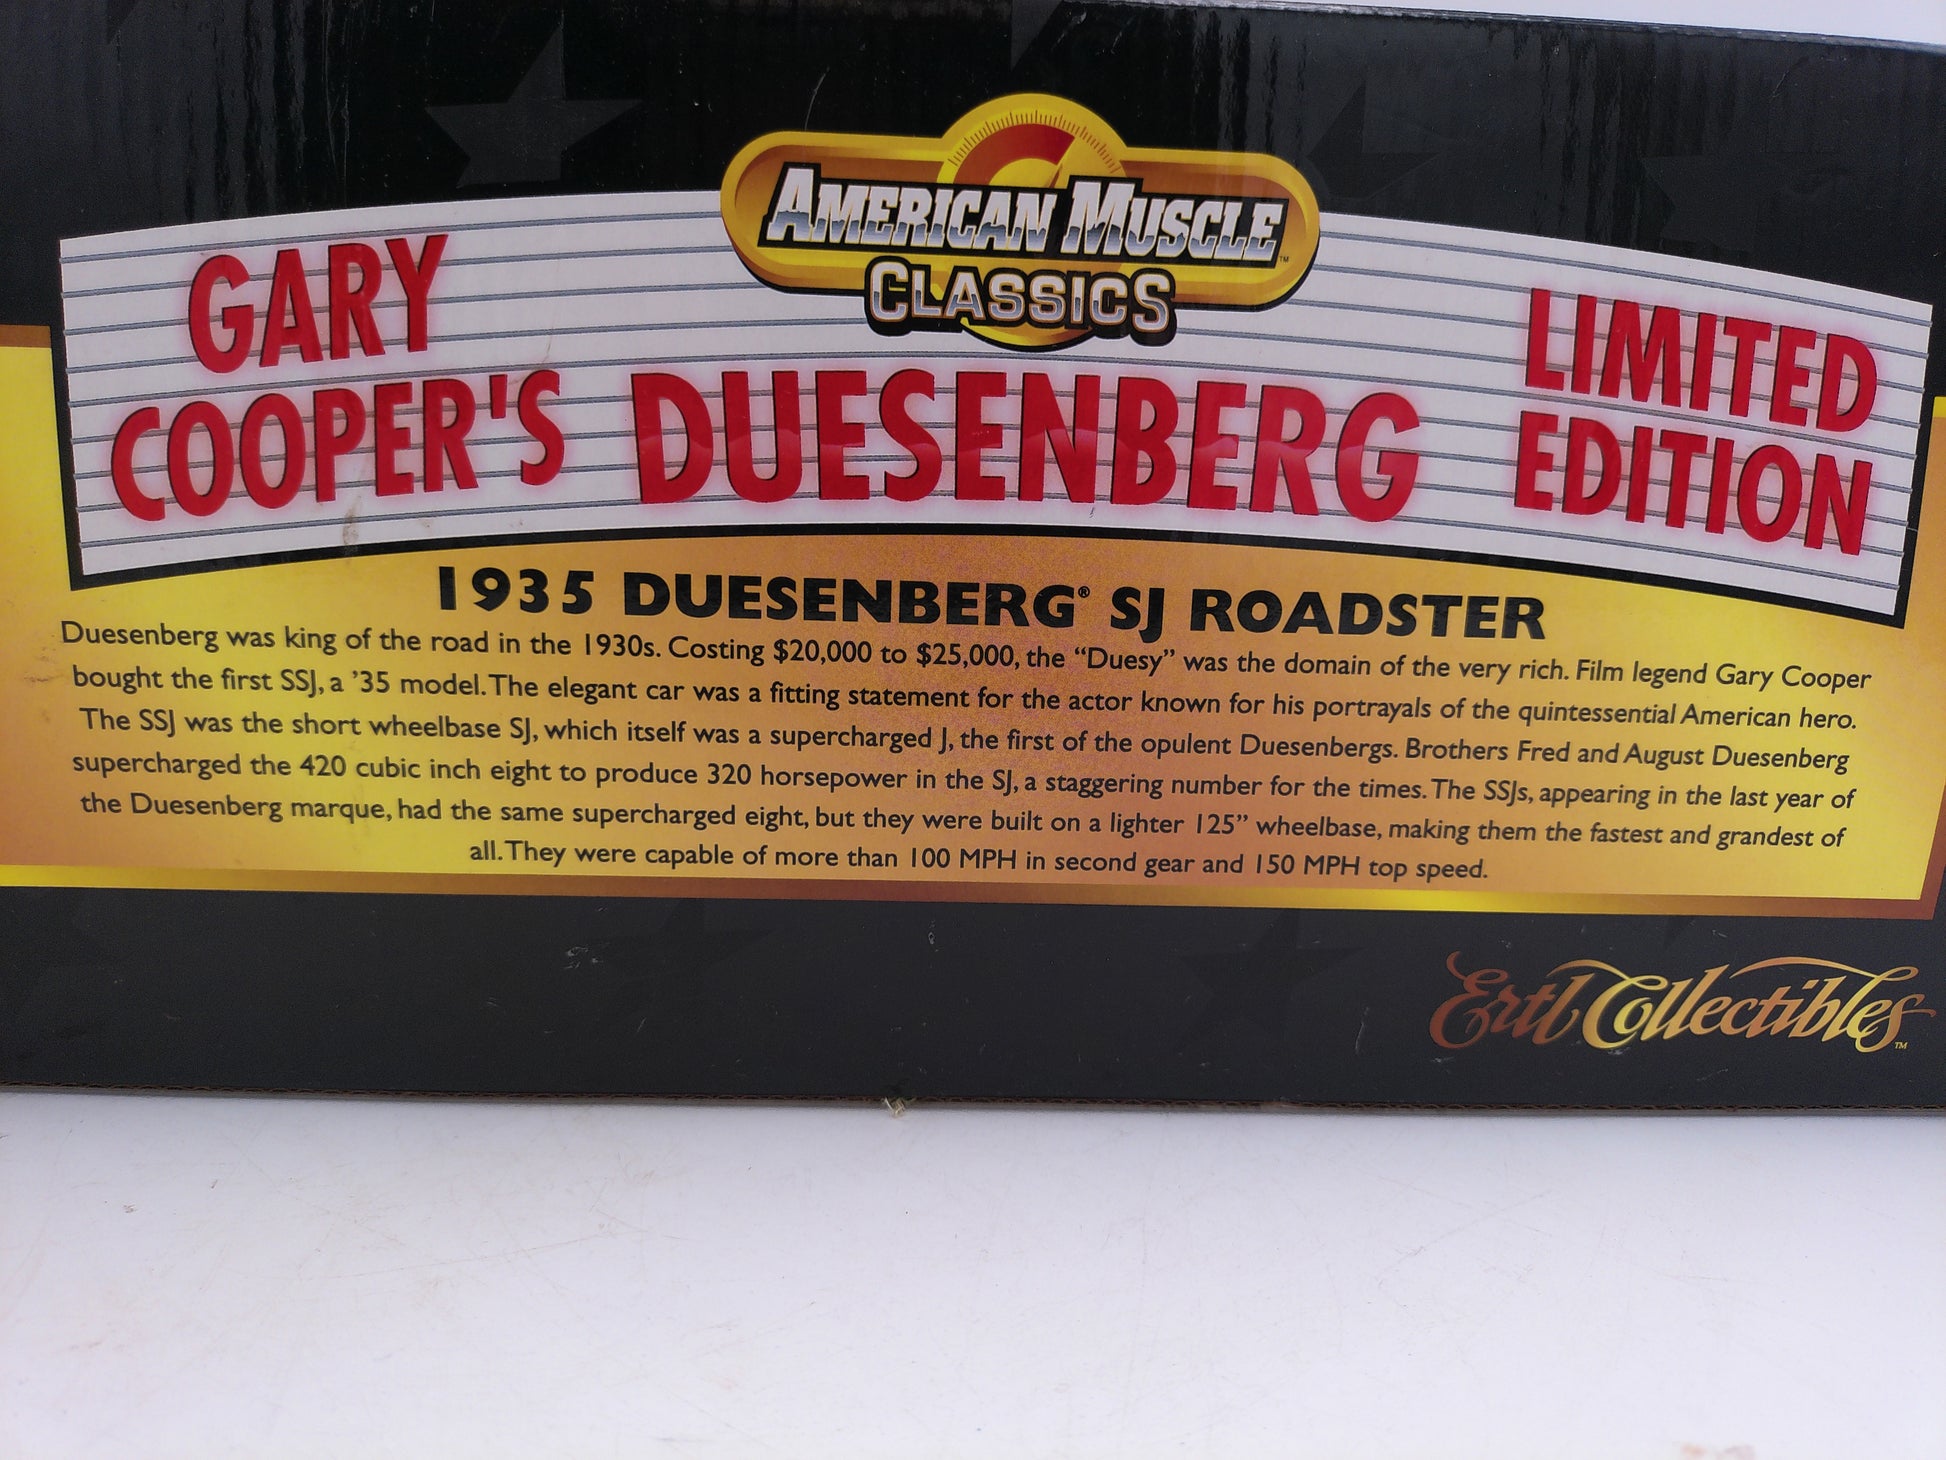 AMERICAN MUSCLE™
CLASSICS
GARY
COOPER'S
DUESENBERG
LIMITED
EDITION
1935 DUESENBERG® SJ ROADSTER
Duesenberg was king of the road in the 1930s. Costing $20,000 to $25,000, the “Duesy” was the domain of the very rich. Film legend Gary Cooper
bought the first SSJ, a ’35 model. The elegant car was a fitting statement for the actor known for his portrayals of the quintessential American hero.
The SSJ was the short wheelbase SJ, which itself was a supercharged J, the first of the opulent Duesenbergs. Brothers Fred and August Duesenberg
supercharged the 420 cubic inch eight to produce 320 horsepower in the SJ, a staggering number for the times. The SSJs, appearing in the last year of
the Duesenberg marque, had the same supercharged eight, but they were built on a lighter 125” wheelbase, making them the fastest and grandest of
all. They were capable of more than 100 MPH in second gear and 150 MPH top speed.
Ertl Collectibles™